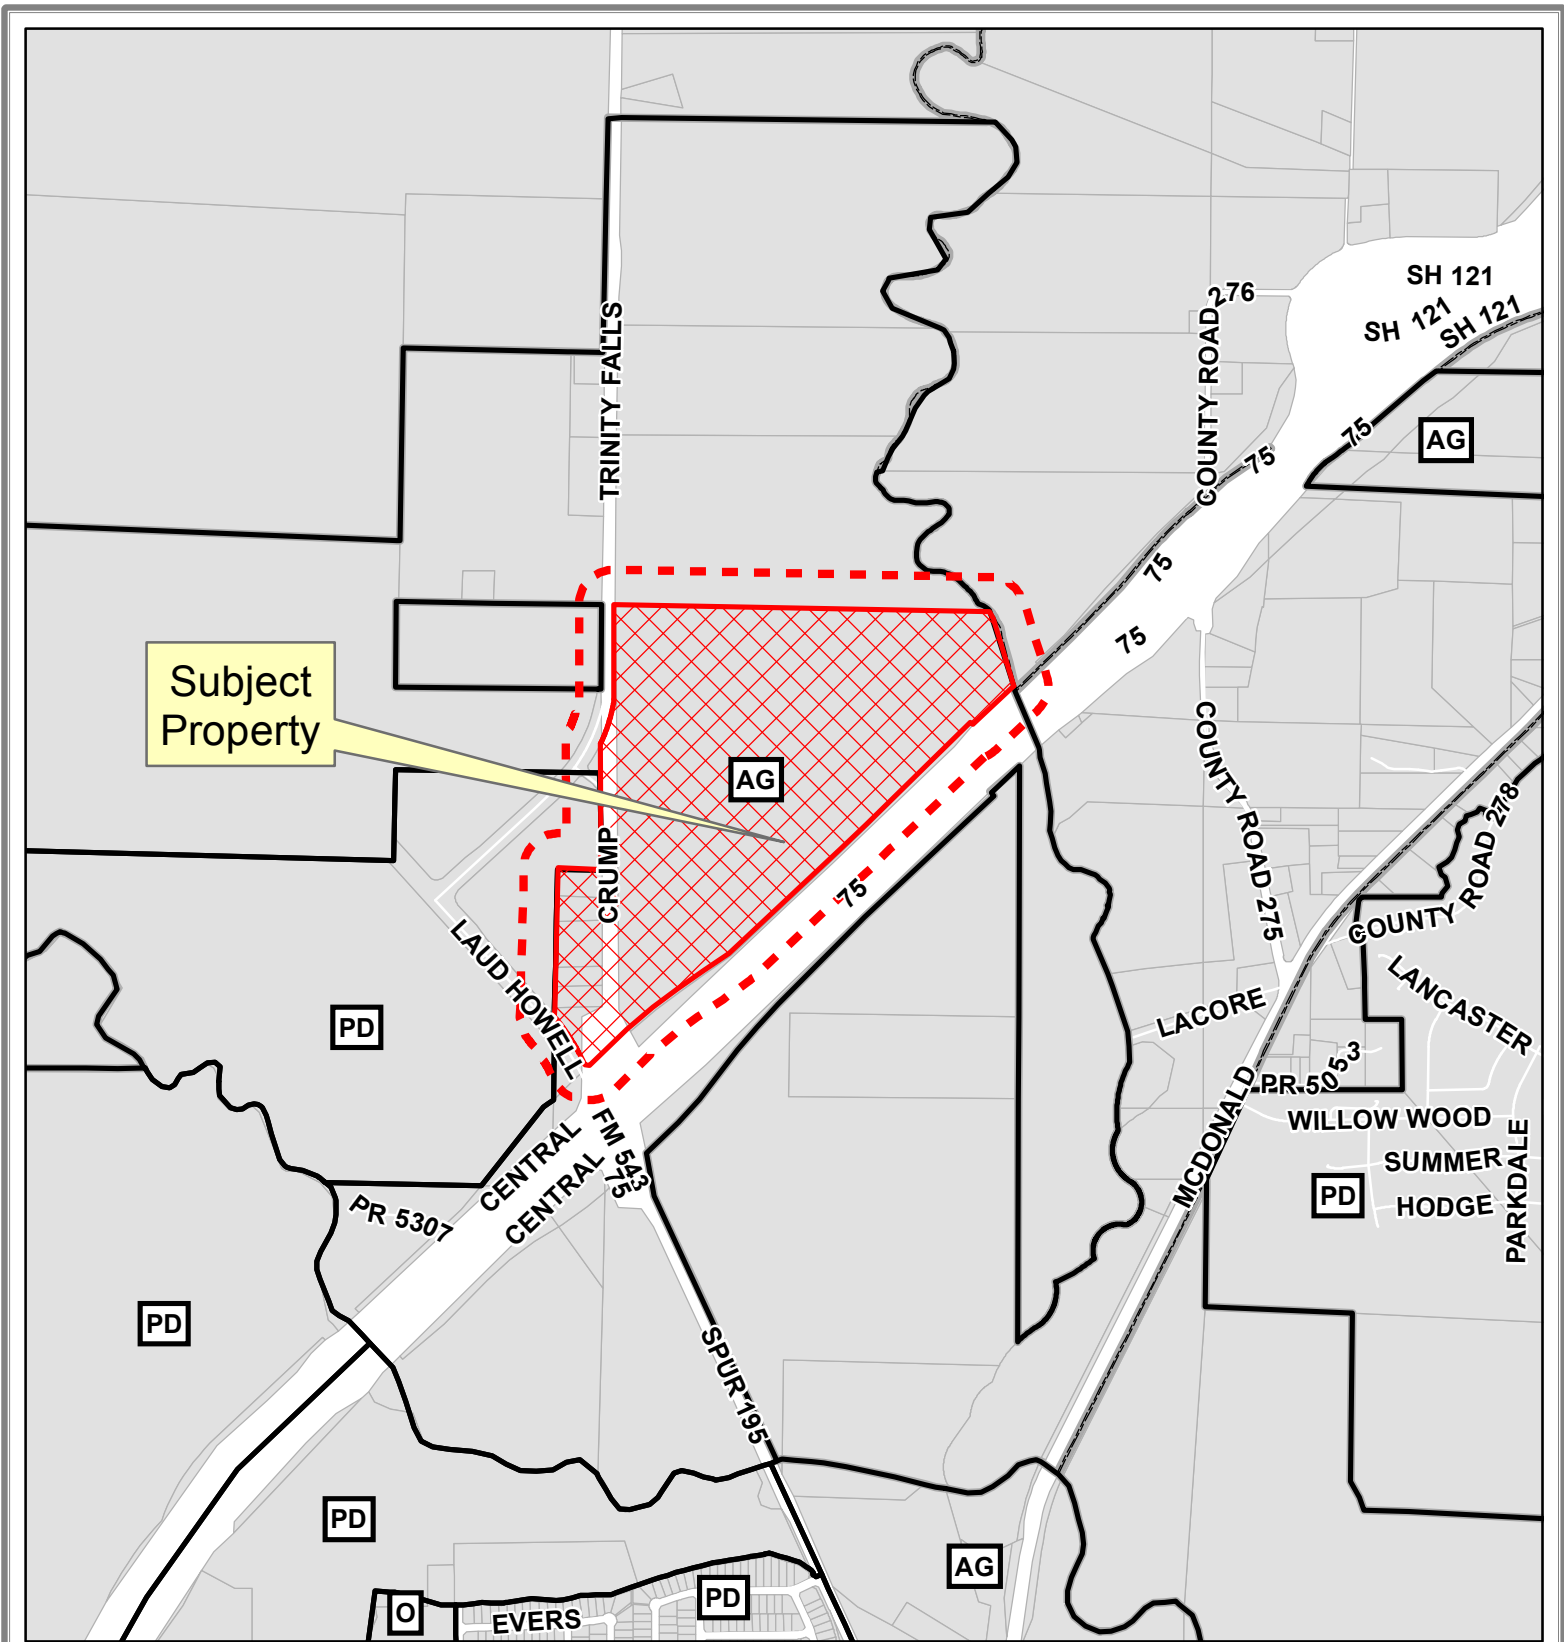 SH 121
276
SH 121
SH 121
TRINITY FALLS
COUNTY ROAD
75
75
AG
75
75
Subject
Property
AG
COUNTY ROAD 275
COUNTY ROAD 278
CRUMP
75
LAUD HOWELL
LANCASTER
LACORE
PD
PR 5053
MCDONALD
WILLOW WOOD
SUMMER
PARKDALE
HODGE
PD
CENTRAL
CENTRAL
FM 543
75
PR 5307
PD
SPUR 195
PD
AG
PD
O
EVERS